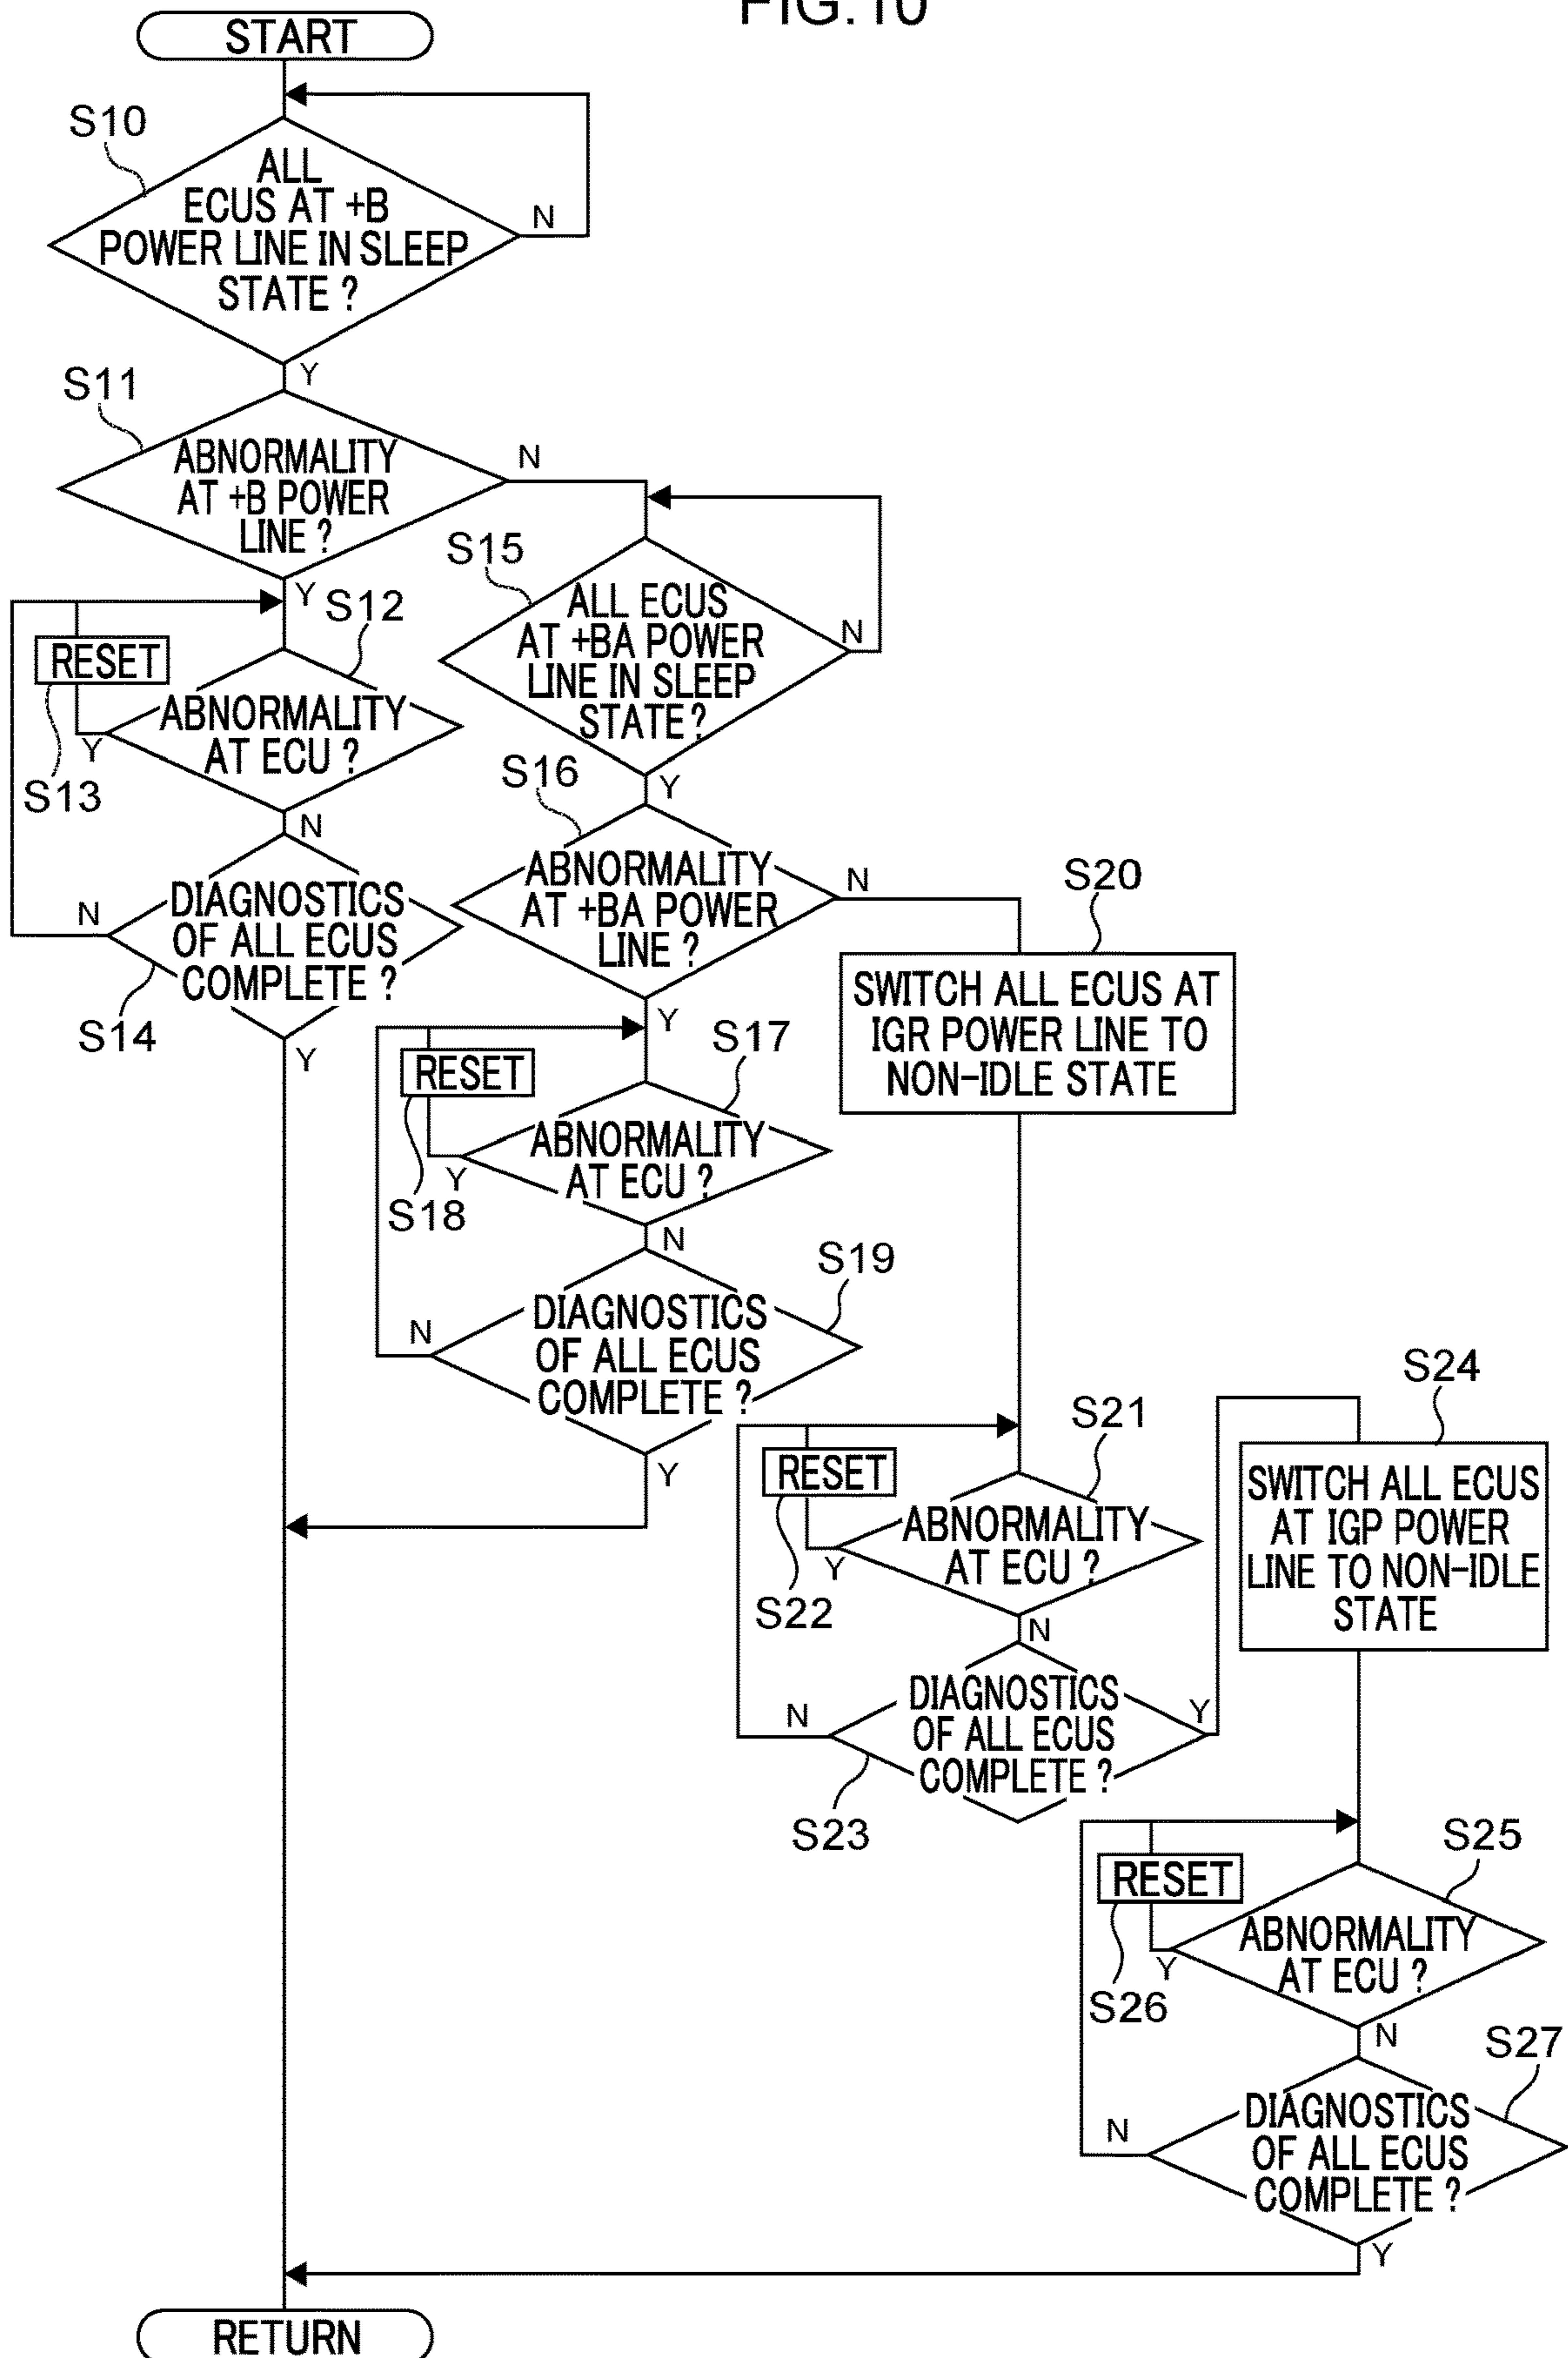 FIG.10
START
S10
ALL
ECUS AT +B
POWER LINE IN SLEEP
STATE ?
N
Y
S11
ABNORMALITY
AT +B POWER
LINE ?
N
Y
S12
RESET
ABNORMALITY
AT ECU ?
Y
S13
N
DIAGNOSTICS
OF ALL ECUS
COMPLETE ?
N
S14
Y
S15
ALL ECUS
AT +BA POWER
LINE IN SLEEP
STATE ?
N
Y
S16
ABNORMALITY
AT +BA POWER
LINE ?
N
Y
S17
RESET
ABNORMALITY
AT ECU ?
Y
S18
N
S19
DIAGNOSTICS
OF ALL ECUS
COMPLETE ?
N
Y
S20
SWITCH ALL ECUS AT
IGR POWER LINE TO
NON-IDLE STATE
S21
RESET
ABNORMALITY
AT ECU ?
Y
S22
N
DIAGNOSTICS
OF ALL ECUS
COMPLETE ?
N
Y
S23
S24
SWITCH ALL ECUS
AT IGP POWER
LINE TO NON-IDLE
STATE
S25
RESET
ABNORMALITY
AT ECU ?
Y
S26
N
S27
DIAGNOSTICS
OF ALL ECUS
COMPLETE ?
N
Y
RETURN